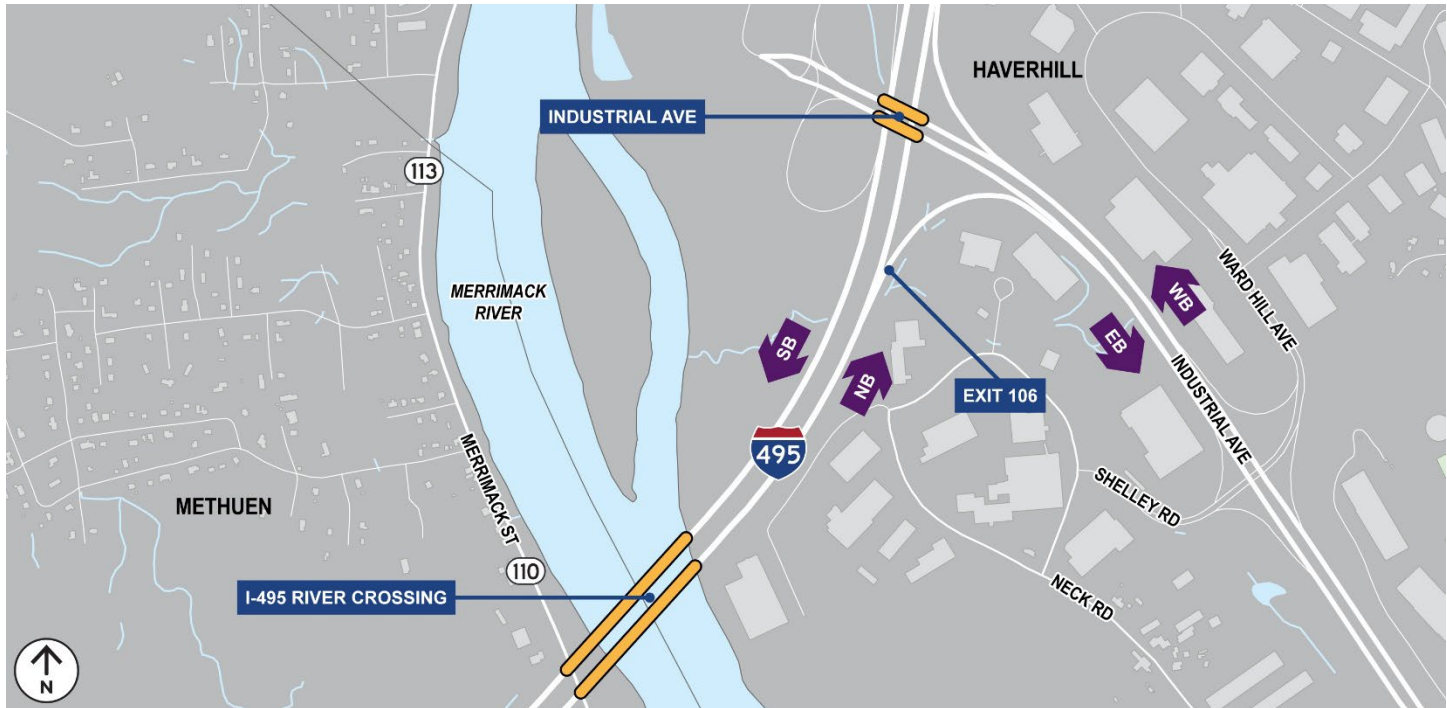 HAVERHILL
INDUSTRIAL AVE
113
MERRIMACK
RIVER
WARD HILL AVE
WB
EB
SB
NB
EXIT 106
INDUSTRIAL AVE
495
MERRIMACK ST
METHUEN
SHELLEY RD
110
I-495 RIVER CROSSING
NECK RD
N